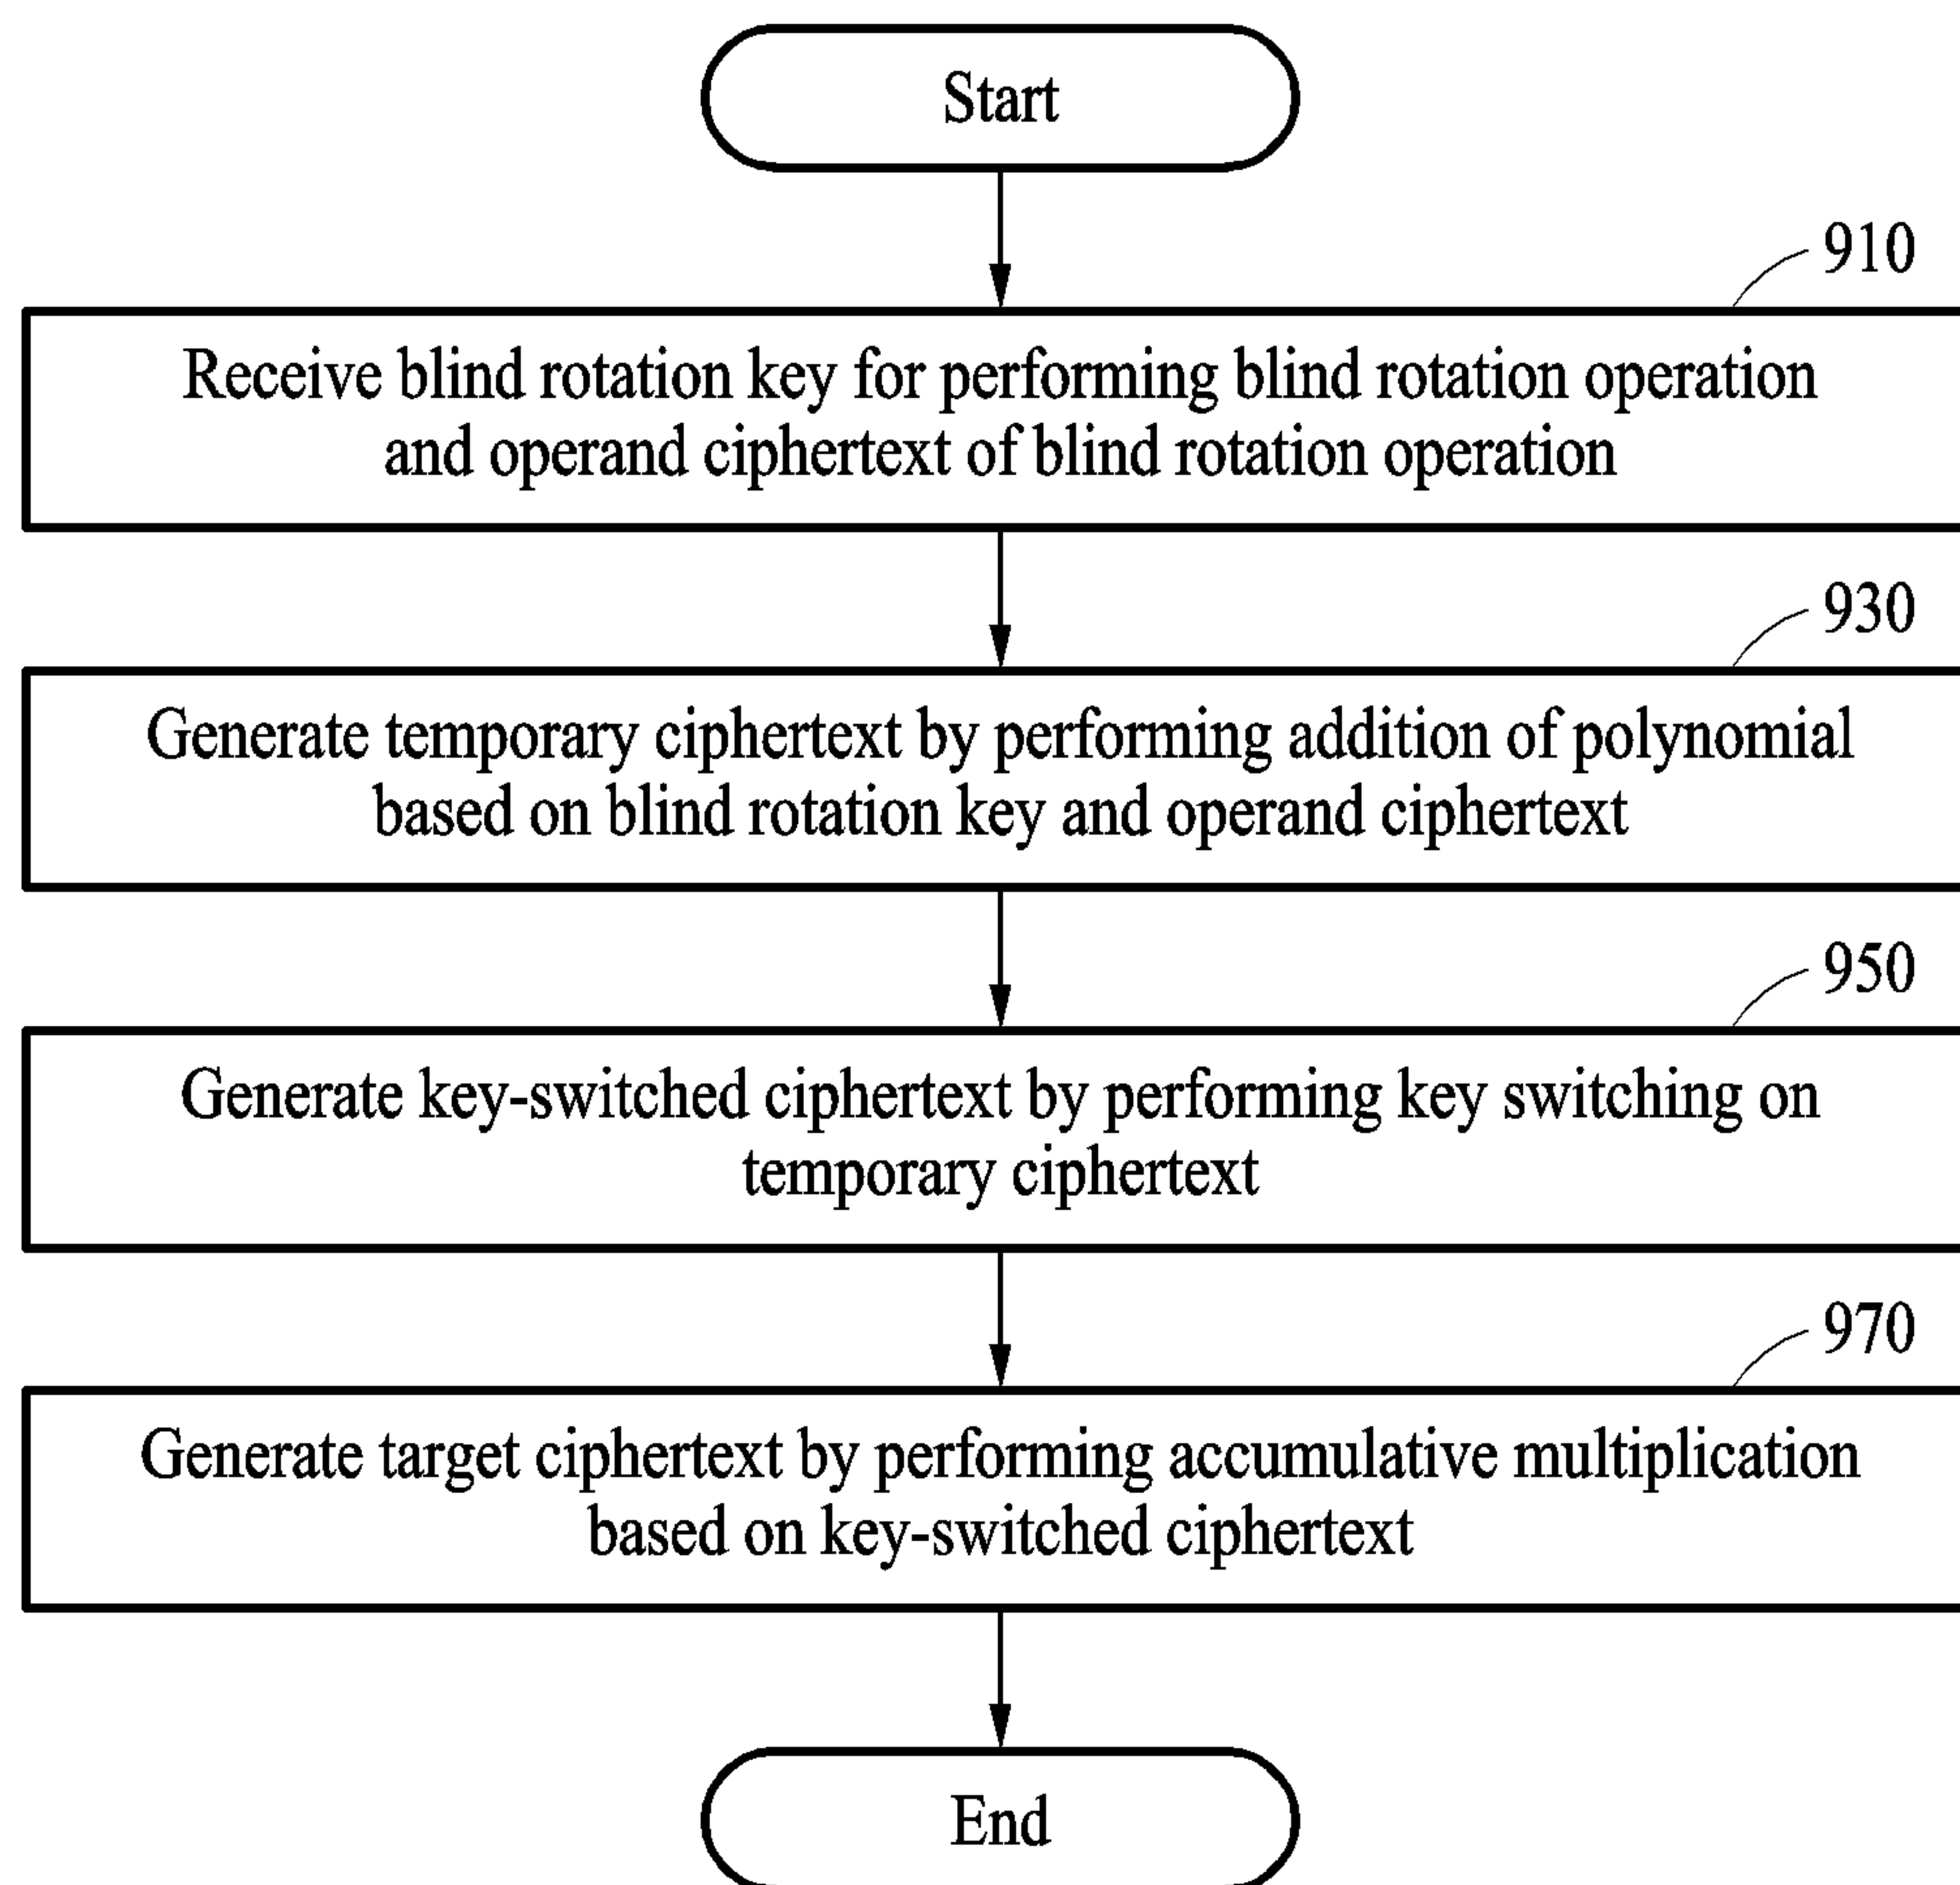 Start
910
Receive blind rotation key for performing blind rotation operation
and operand ciphertext of blind rotation operation
930
Generate temporary ciphertext by performing addition of polynomial
based on blind rotation key and operand ciphertext
950
Generate key-switched ciphertext by performing key switching on
temporary ciphertext
970
Generate target ciphertext by performing accumulative multiplication
based on key-switched ciphertext
End